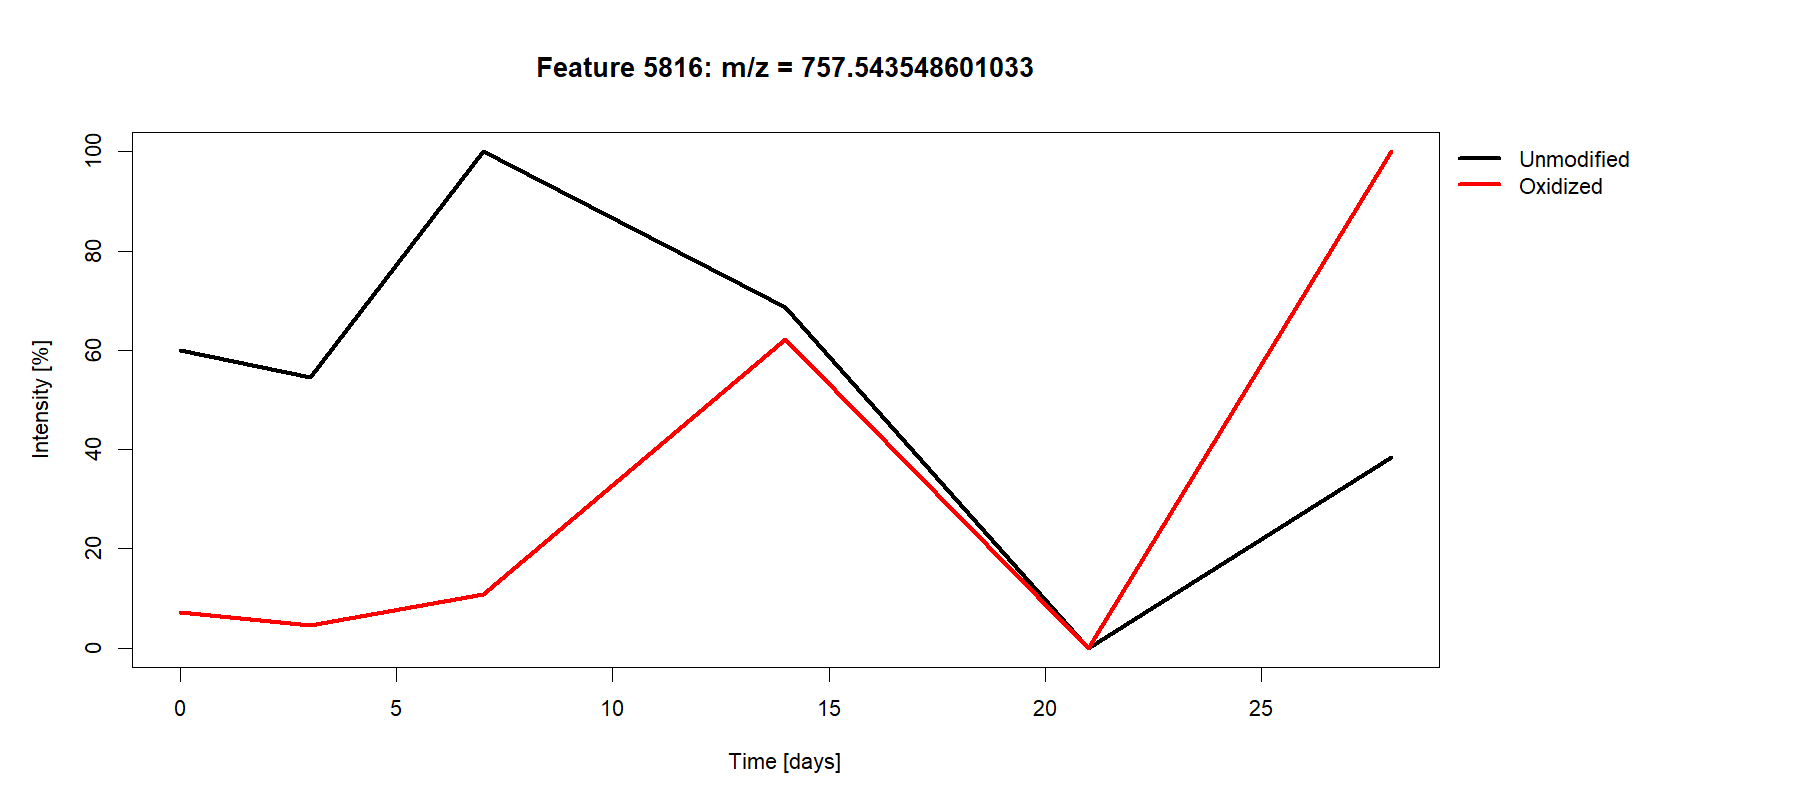 Feature 5816: m/z = 757.543548601033
Unmodified
Oxidized
Intensity [%]
100
80
60
40
20
0
0 5 10 15 20 25
Time [days]